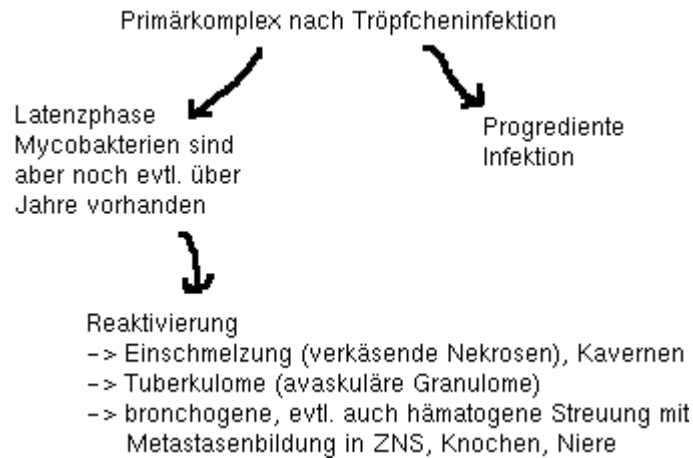 Primärkomplex nach Tröpfcheninfektion
Latenzphase
Mycobakterien sind
aber noch evtl. über
Jahre vorhanden
Progrediente
Infektion
Reaktivierung
-> Einschmelzung (verkäsende Nekrosen), Kavernen
-> Tuberkulome (avaskuläre Granulome)
-> bronchogene, evtl. auch hämatogene Streuung mit
Metastasenbildung in ZNS, Knochen, Niere